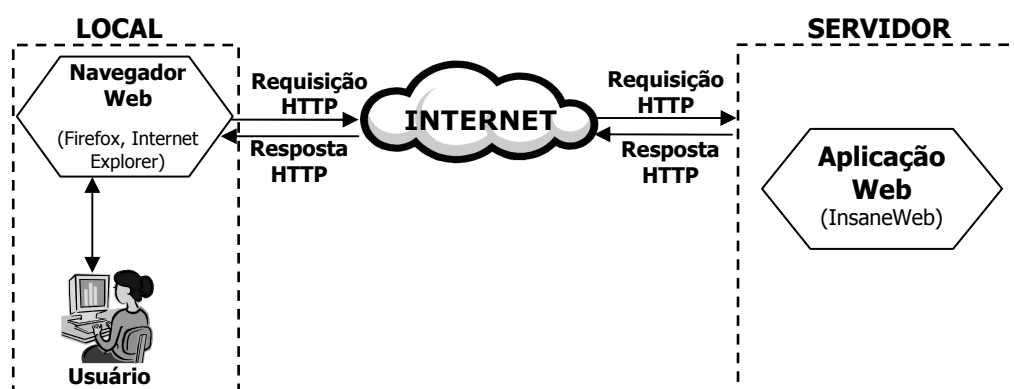 LOCAL
SERVIDOR
Navegador
Web
(Firefox, Internet
Explorer)
Requisição
HTTP
Resposta
HTTP
INTERNET
Requisição
HTTP
Resposta
HTTP
Aplicação
Web
(InsaneWeb)
Usuário